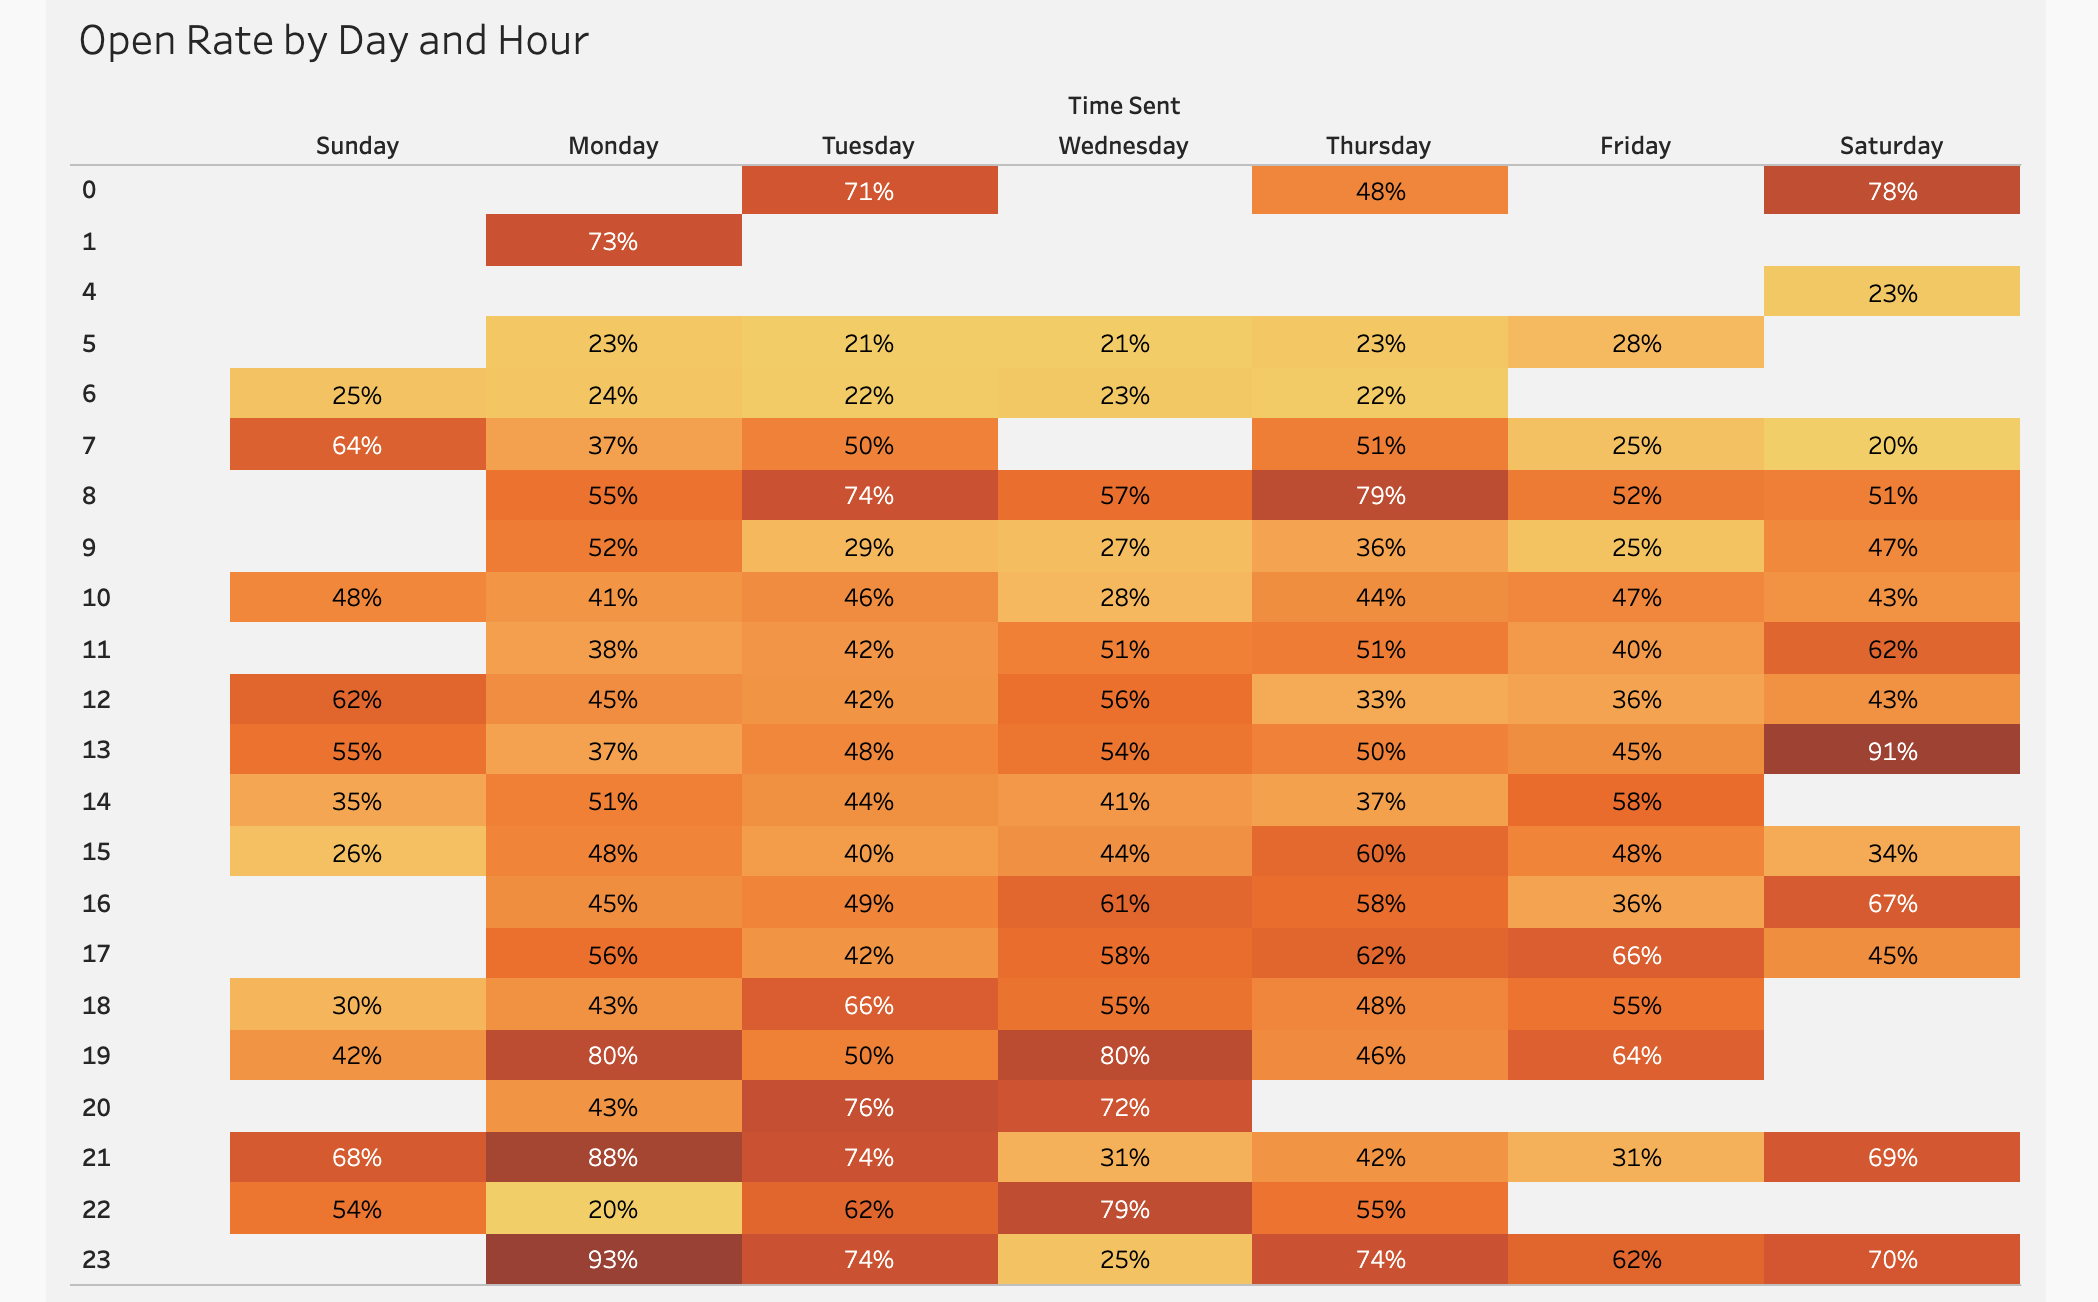 Open Rate by Day and Hour
Time Sent
Sunday Monday Tuesday Wednesday Thursday Friday Saturday
0 71% 48% 78%
1 73%
4 23%
5 23% 21% 21% 23% 28%
6 25% 24% 22% 23% 22%
7 64% 37% 50% 51% 25% 20%
8 55% 74% 57% 79% 52% 51%
9 52% 29% 27% 36% 25% 47%
10 48% 41% 46% 28% 44% 47% 43%
11 38% 42% 51% 51% 40% 62%
12 62% 45% 42% 56% 33% 36% 43%
13 55% 37% 48% 54% 50% 45% 91%
14 35% 51% 44% 41% 37% 58%
15 26% 48% 40% 44% 60% 48% 34%
16 45% 49% 61% 58% 36% 67%
17 56% 42% 58% 62% 66% 45%
18 30% 43% 66% 55% 48% 55%
19 42% 80% 50% 80% 46% 64%
20 43% 76% 72%
21 68% 88% 74% 31% 42% 31% 69%
22 54% 20% 62% 79% 55%
23 93% 74% 25% 74% 62% 70%